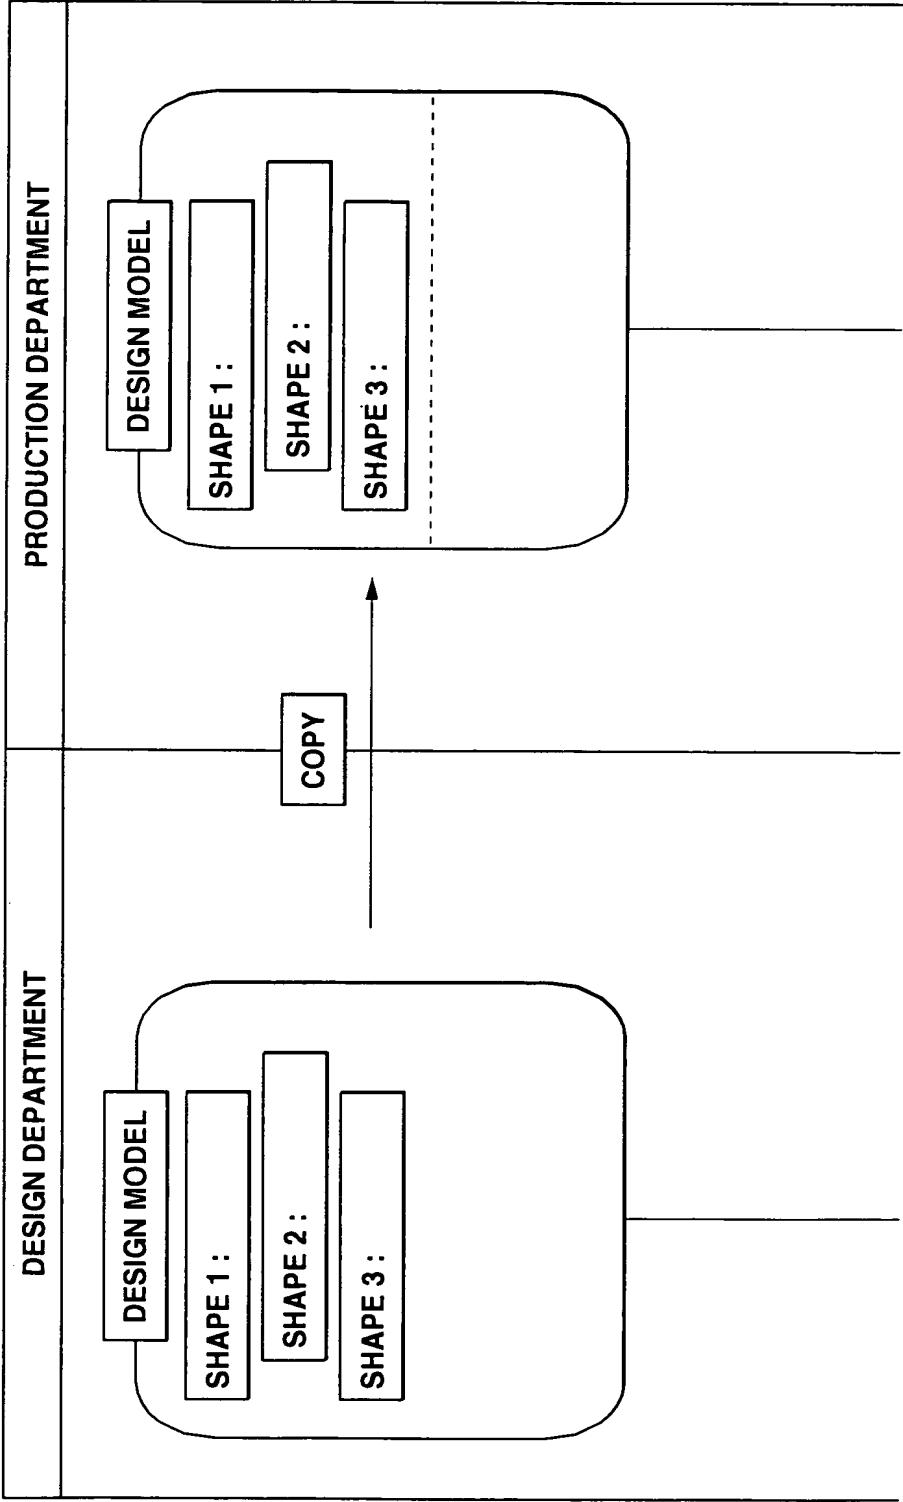 DESIGN DEPARTMENT
PRODUCTION DEPARTMENT
DESIGN MODEL
SHAPE 1 :
SHAPE 2 :
SHAPE 3 :
COPY
DESIGN MODEL
SHAPE 1 :
SHAPE 2 :
SHAPE 3 :